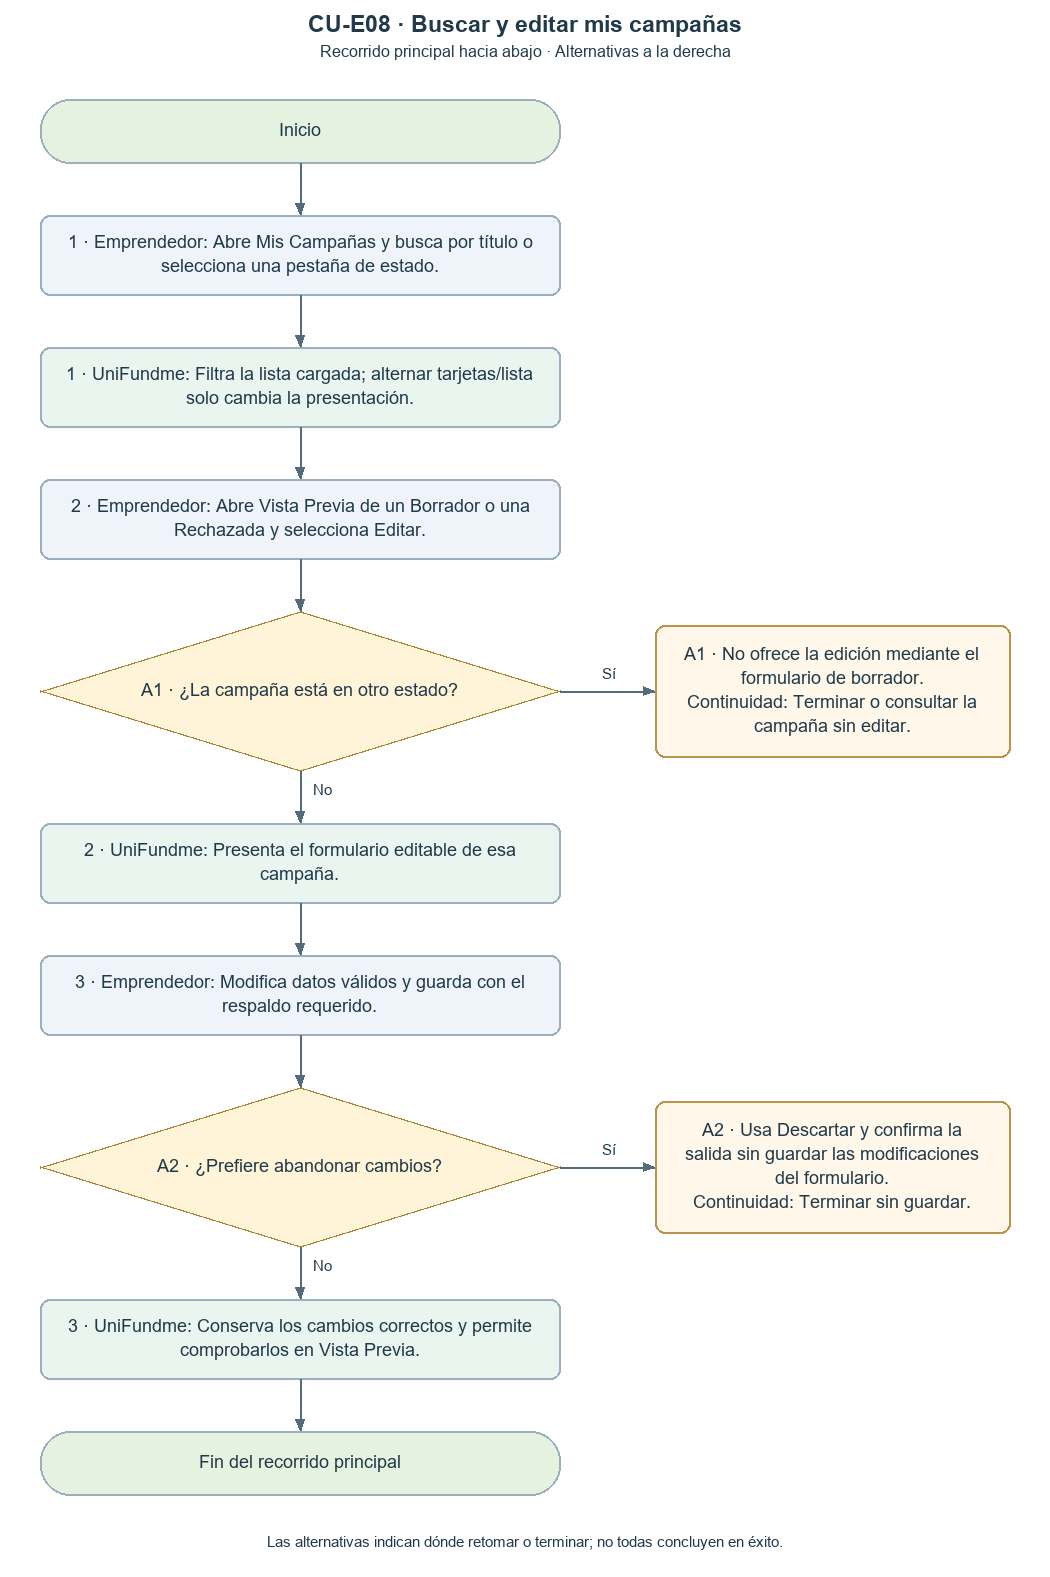 CU-E08 · Buscar y editar mis campañas
Recorrido principal hacia abajo · Alternativas a la derecha
Inicio
1 · Emprendedor: Abre Mis Campañas y busca por título o
selecciona una pestaña de estado.
1 · UniFundme: Filtra la lista cargada; alternar tarjetas/lista
solo cambia la presentación.
2 · Emprendedor: Abre Vista Previa de un Borrador o una
Rechazada y selecciona Editar.
A1 · ¿La campaña está en otro estado?
Sí
A1 · No ofrece la edición mediante el
formulario de borrador.
Continuidad: Terminar o consultar la
campaña sin editar.
No
2 · UniFundme: Presenta el formulario editable de esa
campaña.
3 · Emprendedor: Modifica datos válidos y guarda con el
respaldo requerido.
A2 · ¿Prefiere abandonar cambios?
Sí
A2 · Usa Descartar y confirma la
salida sin guardar las modificaciones
del formulario.
Continuidad: Terminar sin guardar.
No
3 · UniFundme: Conserva los cambios correctos y permite
comprobarlos en Vista Previa.
Fin del recorrido principal
Las alternativas indican dónde retomar o terminar; no todas concluyen en éxito.